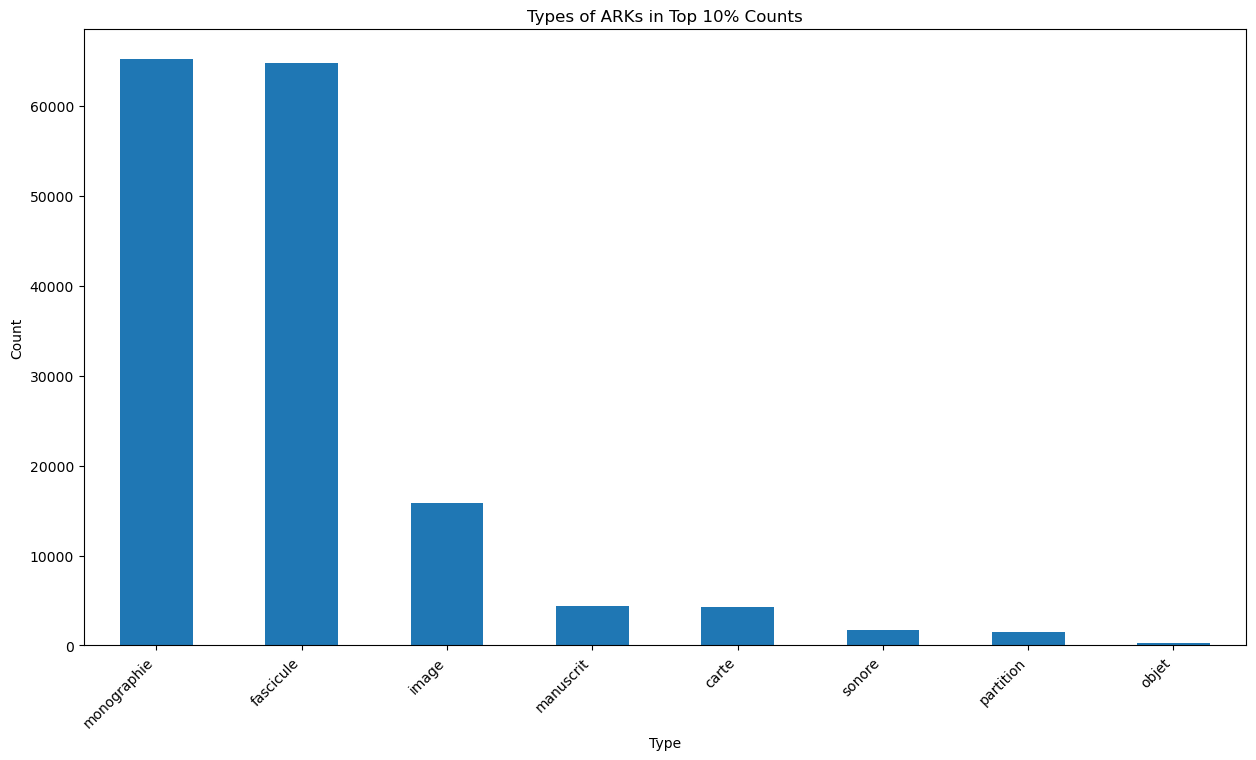 Types of ARKs in Top 10% Counts
60000
50000
40000
30000
20000
10000
0
Count
monographie
fascicule
image
manuscrit
carte
sonore
partition
objet
Type